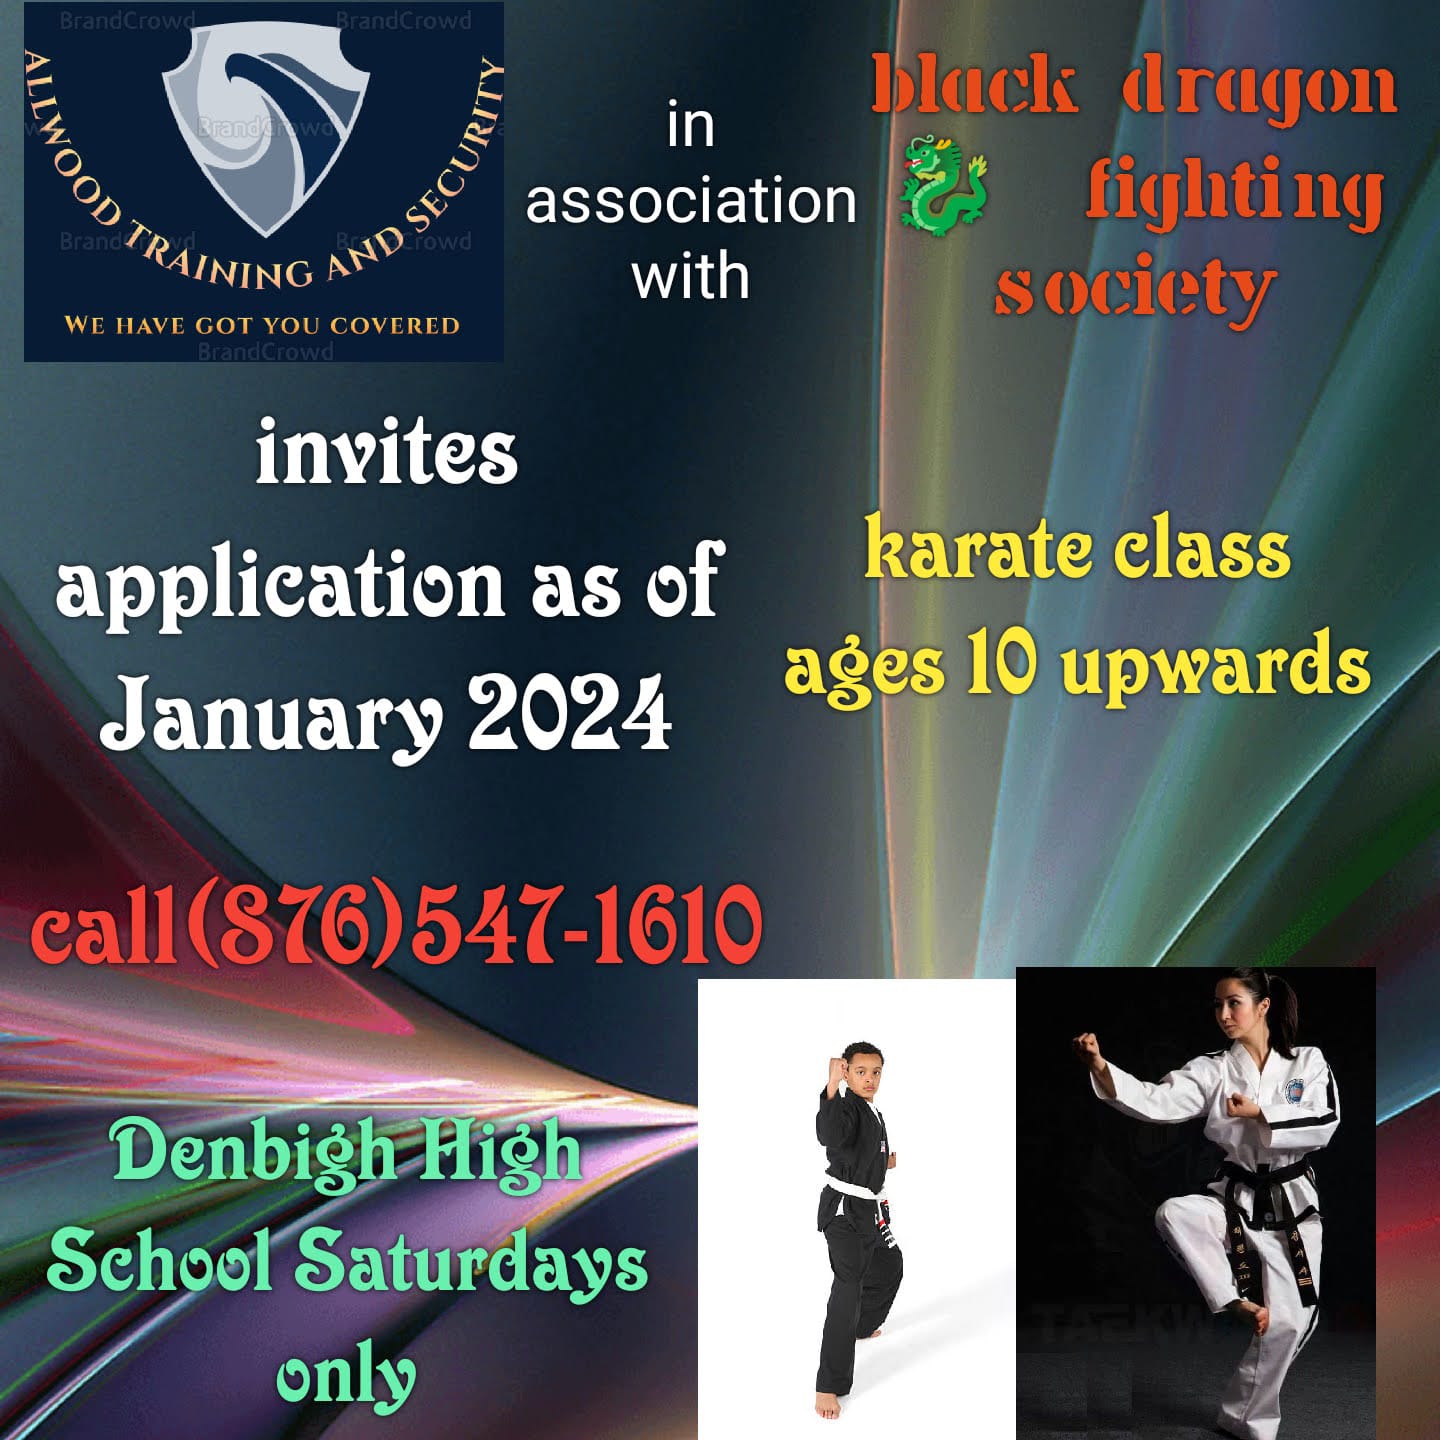 BrandCrowd BrandCrowd
BrandCrowd
BrandCrowd BrandCrowd
BrandCrowd
ALLWOOD TRAINING AND SECURITY
WE HAVE GOT YOU COVERED
in
association
with
black dragon
🐉 fighting
society
invites
application as of
January 2024
karate class
ages 10 upwards
call(876)547-1610
Denbigh High
School Saturdays
only